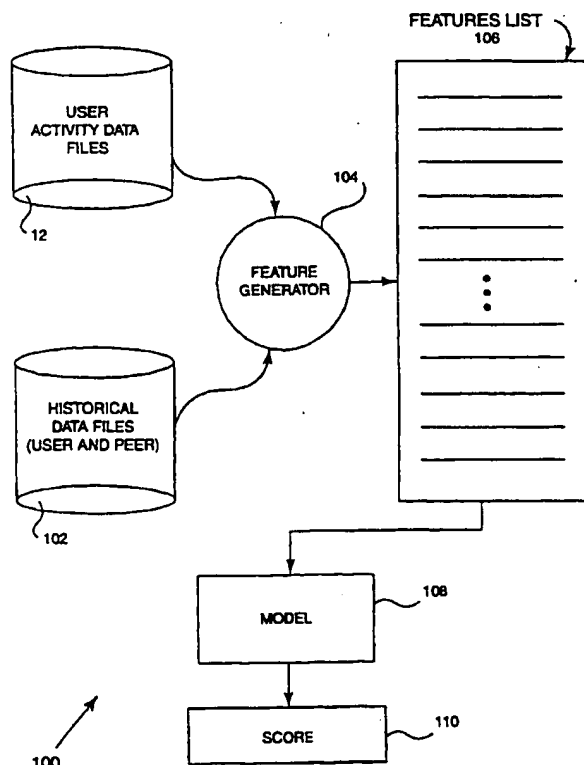 FEATURES LIST
106
USER
ACTIVITY DATA
FILES
12
104
FEATURE
GENERATOR
HISTORICAL
DATA FILES
(USER AND PEER)
102
MODEL
108
SCORE
110
100